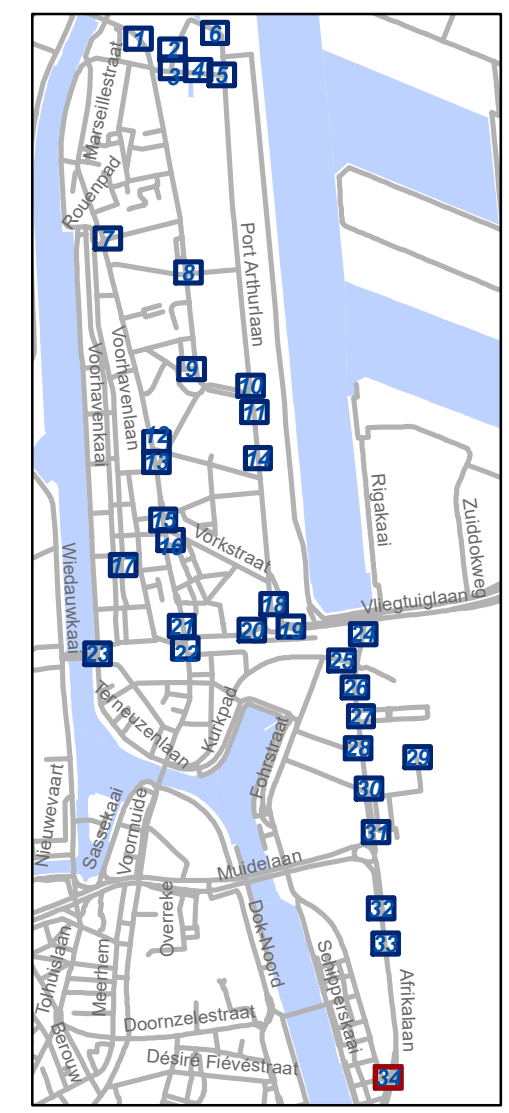 1
2
6
3
4
5
Marseillestraat
Rouenpad
7
Port Arthurlaan
8
Voorhavenlaan
Voorhavenkaai
9
10
11
12
13
14
Rigakaai
Zuiddokweg
15
Vorkstraat
16
17
Wiedauwkaai
18
Vliegtuiglaan
19
20
21
22
23
24
25
26
Terneuzenlaan
Kurkpad
27
Fohrstraat
28
29
30
Nieuwevaart
Sassekaai
Voormuide
31
Muidelaan
32
Overreke
Dok-Noord
33
Schipperskaai
Afrikalaan
Tolhuislaan
Meerhem
Doornzelestraat
Berouw
Désiré Fiévéstraat
34